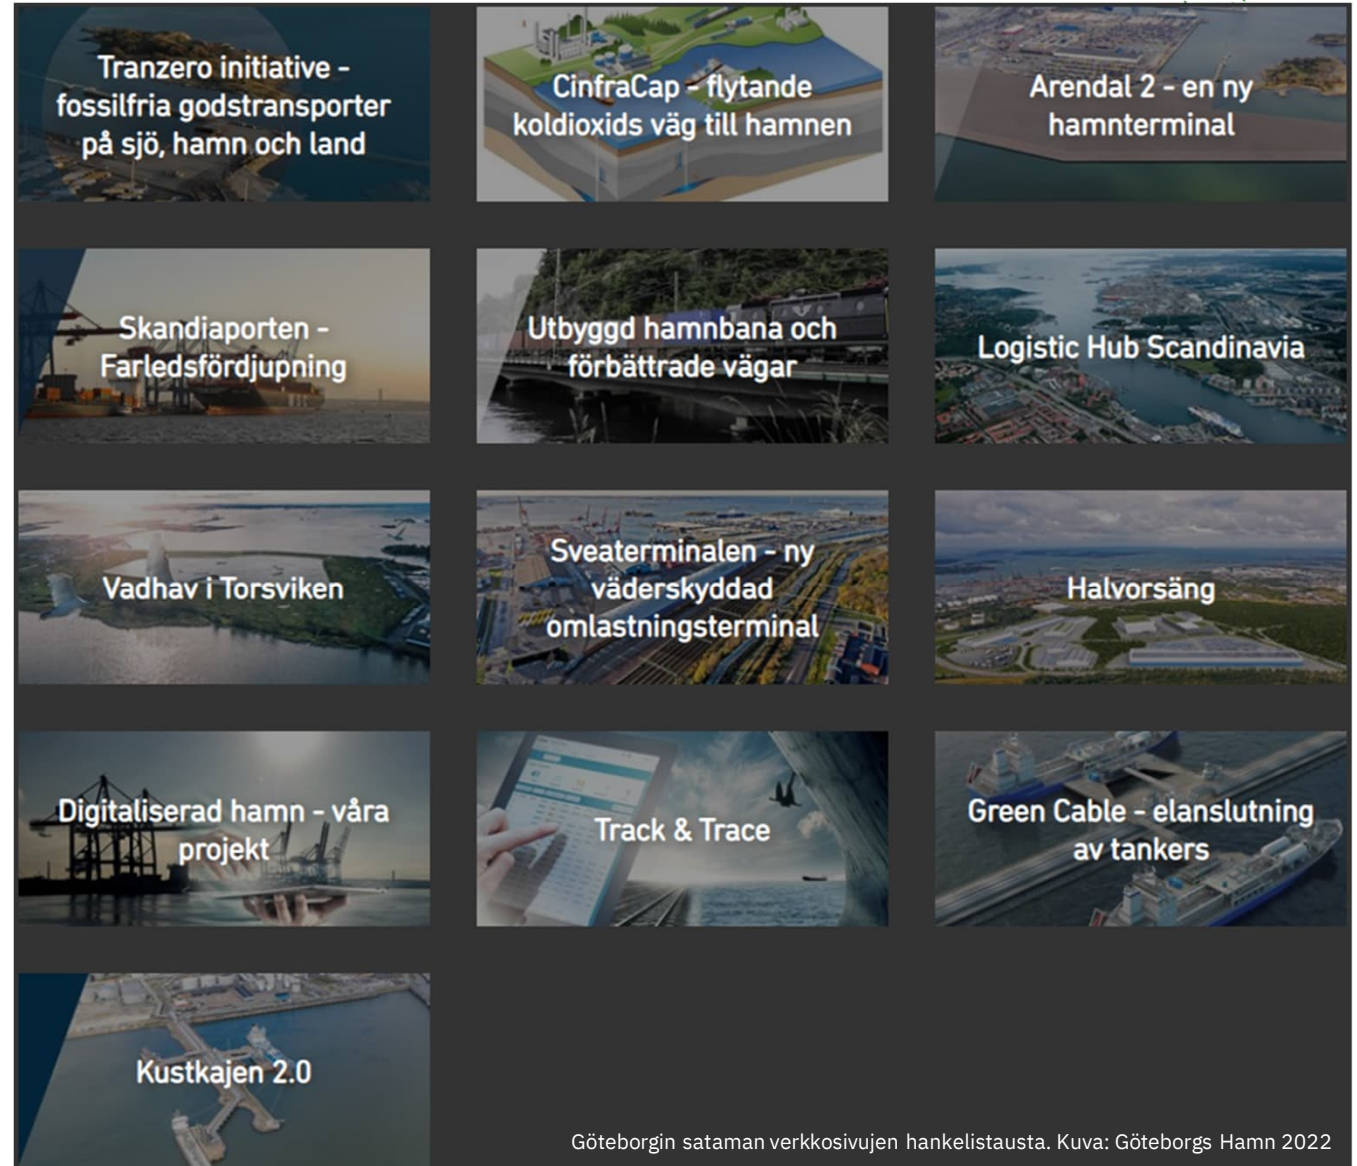 Tranzero initiative -
fossilfria godstransporter
på sjö, hamn och land
CinfraCap - flytande
koldioxids väg till hamnen
Arendal 2 - en ny
hamnterminal
Skandiaporten -
Farledsfördjupning
Utbyggd hamnbana och
förbättrade vägar
Logistic Hub Scandinavia
Vadhav i Torsviken
Sveaterminalen - ny
väderskyddad
omlastningsterminal
Halvorsäng
Digitaliserad hamn - våra
projekt
Track & Trace
Green Cable - elanslutning
av tankers
Kustkajen 2.0
Göteborgin sataman verkkosivujen hankelistausta. Kuva: Göteborgs Hamn 2022